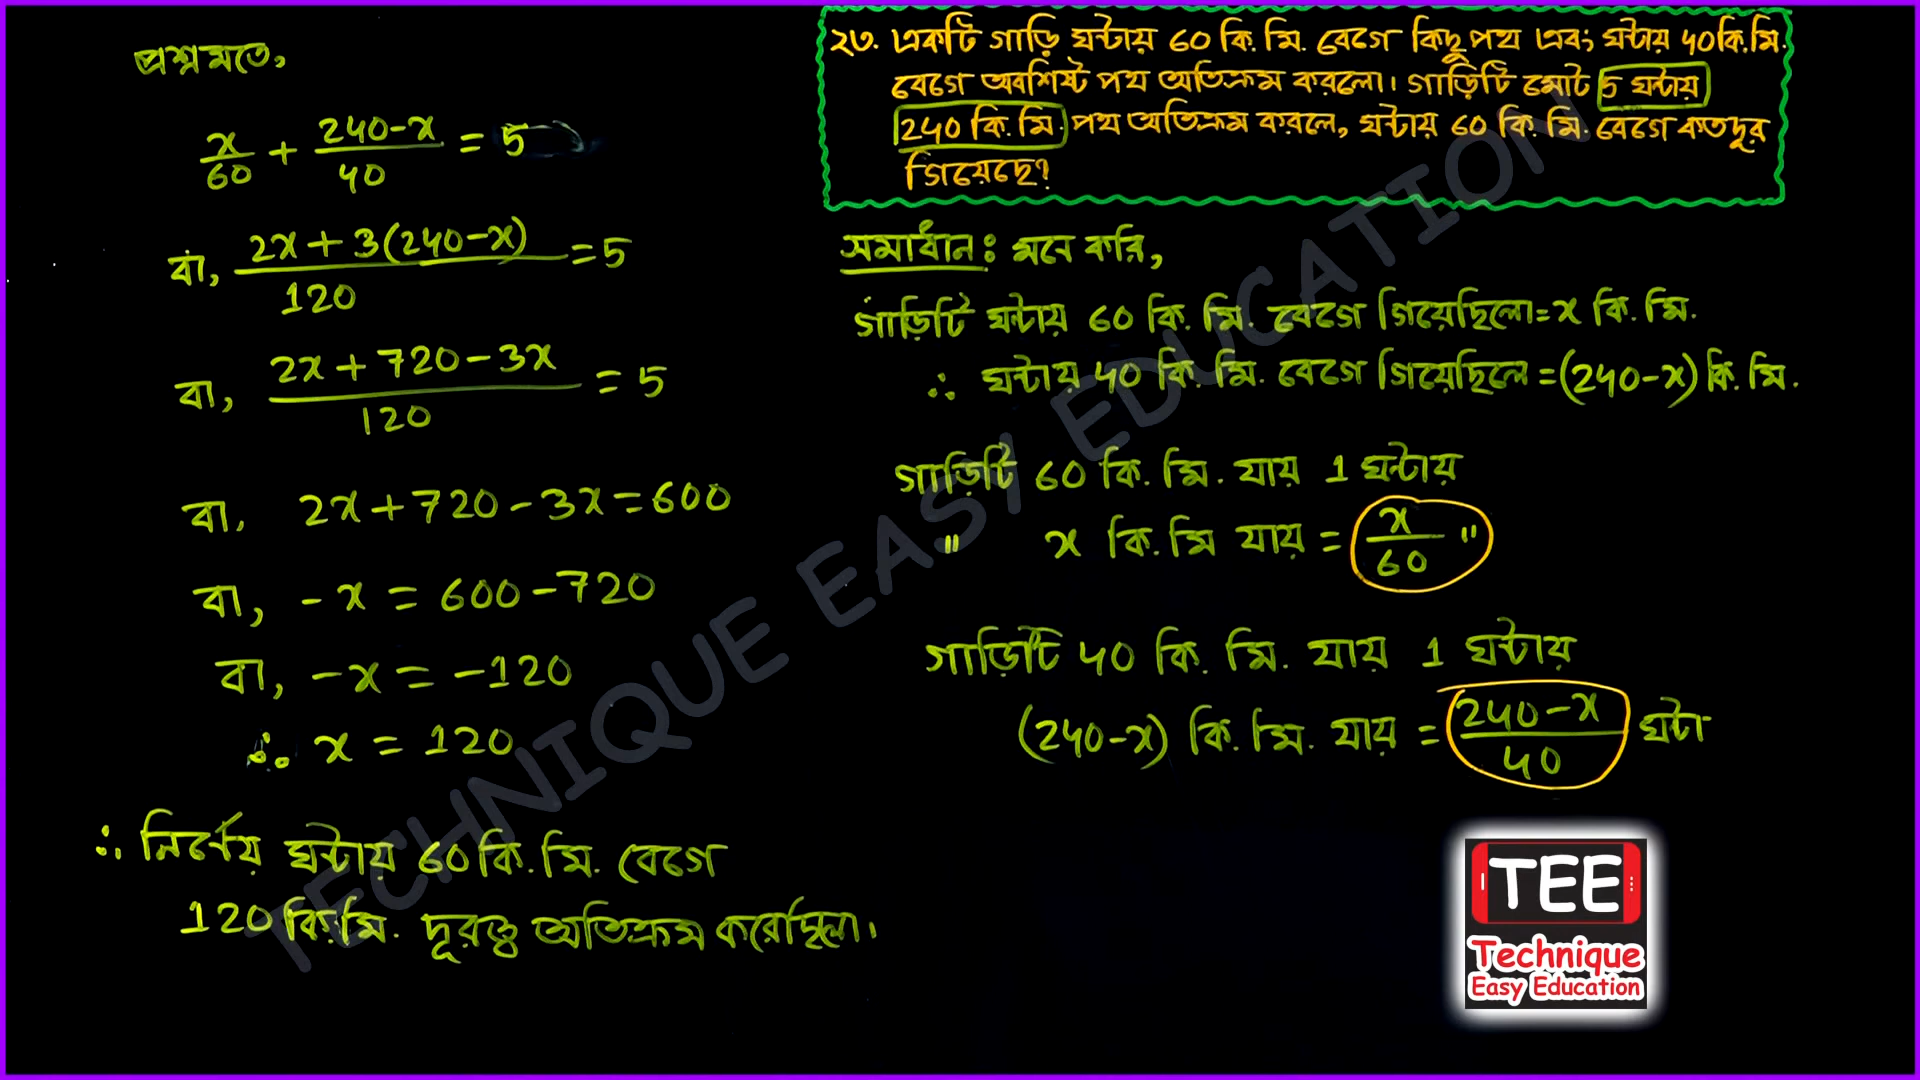 ২৩. একটি গাড়ি ঘন্টায় 60 কি. মি. বেগে কিছু পথ এবং ঘন্টায় 40 কি.মি.
বেগে অবশিষ্ট পথ অতিক্রম করলো। গাড়িটি মোট 5 ঘন্টায়
240 কি. মি. পথ অতিক্রম করলে, ঘন্টায় 60 কি. মি. বেগে কতদূর
গিয়েছে?
সমাধান: মনে করি,
গাড়িটি ঘন্টায় 60 কি. মি. বেগে গিয়েছিলো= x কি. মি.
∴ ঘন্টায় 40 কি. মি. বেগে গিয়েছিলে = (240-x) কি. মি.
গাড়িটি 60 কি. মি. যায় 1 ঘন্টায়
" x কি. মি যায় = x/60 "
গাড়িটি 40 কি. মি. যায় 1 ঘন্টায়
(240-x) কি. মি. যায় = (240-x)/40 ঘন্টা
প্রশ্নমতে,
x/60 + (240-x)/40 = 5
বা, (2x+3(240-x))/120 = 5
বা, (2x+720-3x)/120 = 5
বা, 2x+720-3x=600
বা, -x = 600-720
বা, -x = -120
∴ x = 120
∴ নির্ণেয় ঘন্টায় 60 কি. মি. বেগে
120 কি.মি. দূরত্ব অতিক্রম করেছিলো।
TECHNIQUE EASY EDUCATION
TEE
Technique
Easy Education